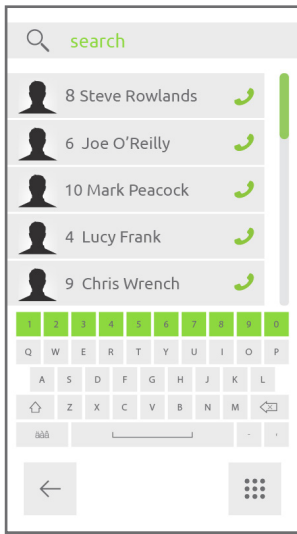 search
8 Steve Rowlands
6 Joe O'Reilly
10 Mark Peacock
4 Lucy Frank
9 Chris Wrench
1 2 3 4 5 6 7 8 9 0
Q W E R T Y U I O P
A S D F G H J K L
Z X C V B N M
äâà - ,